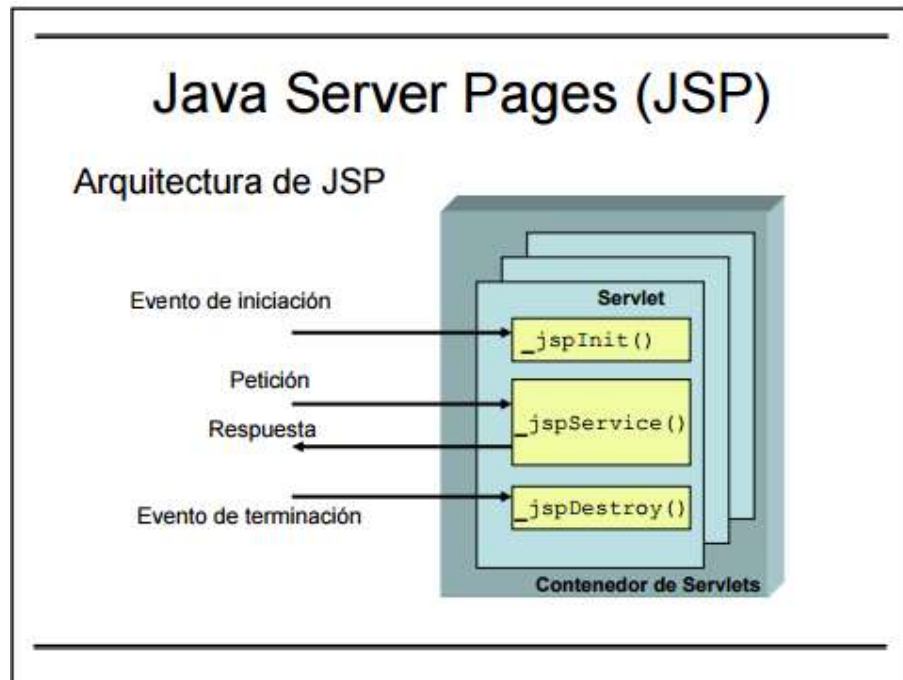 Java Server Pages (JSP)
Arquitectura de JSP
Servlet
Evento de iniciación
_jspInit()
Petición
_jspService()
Respuesta
_jspDestroy()
Evento de terminación
Contenedor de Servlets